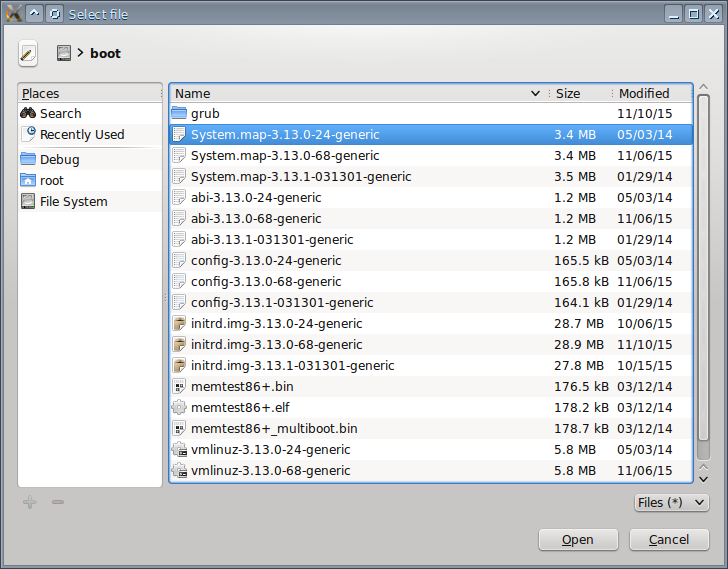 Select file
> boot
Places
Search
Recently Used
Debug
root
File System
Name Size Modified
grub 11/10/15
System.map-3.13.0-24-generic 3.4 MB 05/03/14
System.map-3.13.0-68-generic 3.4 MB 11/06/15
System.map-3.13.1-031301-generic 3.5 MB 01/29/14
abi-3.13.0-24-generic 1.2 MB 05/03/14
abi-3.13.0-68-generic 1.2 MB 11/06/15
abi-3.13.1-031301-generic 1.2 MB 01/29/14
config-3.13.0-24-generic 165.5 kB 05/03/14
config-3.13.0-68-generic 165.8 kB 11/06/15
config-3.13.1-031301-generic 164.1 kB 01/29/14
initrd.img-3.13.0-24-generic 28.7 MB 10/06/15
initrd.img-3.13.0-68-generic 28.9 MB 11/10/15
initrd.img-3.13.1-031301-generic 27.8 MB 10/15/15
memtest86+.bin 176.5 kB 03/12/14
memtest86+.elf 178.2 kB 03/12/14
memtest86+_multiboot.bin 178.7 kB 03/12/14
vmlinuz-3.13.0-24-generic 5.8 MB 05/03/14
vmlinuz-3.13.0-68-generic 5.8 MB 11/06/15
Files (*)
Open Cancel